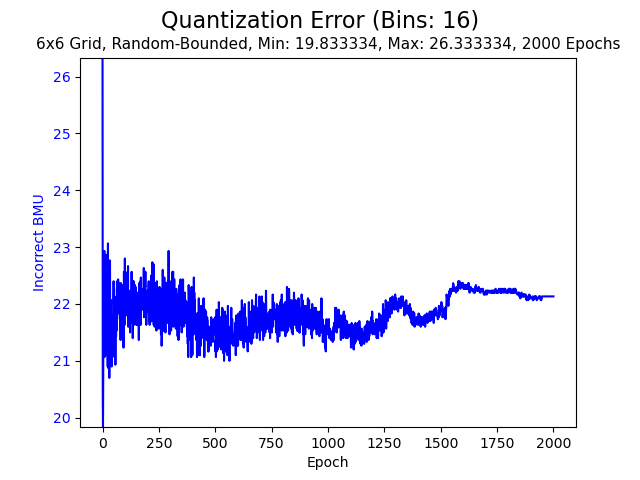 Quantization Error (Bins: 16)
6x6 Grid, Random-Bounded, Min: 19.833334, Max: 26.333334, 2000 Epochs
26
25
24
23
22
21
20
Incorrect BMU
0 250 500 750 1000 1250 1500 1750 2000
Epoch